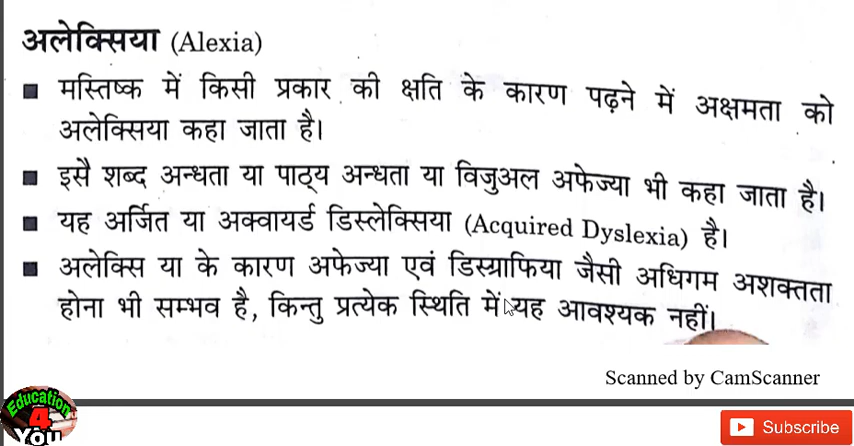 अलेक्सिया (Alexia)
■ मस्तिष्क में किसी प्रकार की क्षति के कारण पढ़ने में अक्षमता को
अलेक्सिया कहा जाता है।
■ इसै शब्द अन्धता या पाठ्य अन्धता या विजुअल अफेज्या भी कहा जाता है।
■ यह अर्जित या अक्वायर्ड डिस्लेक्सिया (Acquired Dyslexia) है।
■ अलेक्सि या के कारण अफेज्या एवं डिस्ग्राफिया जैसी अधिगम अशक्तता
होना भी सम्भव है, किन्तु प्रत्येक स्थिति में यह आवश्यक नहीं।
Scanned by CamScanner
Education
4
You
Subscribe